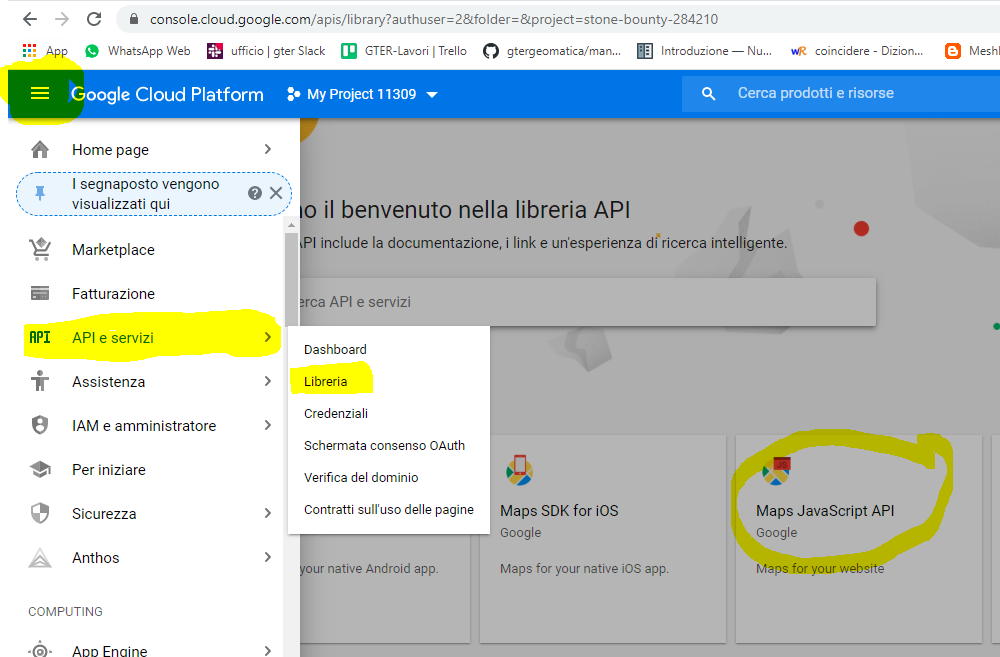 console.cloud.google.com/apis/library?authuser=2&folder=&project=stone-bounty-284210
App
WhatsApp Web
ufficio | gter Slack
GTER-Lavori | Trello
gtergeomatica/man...
Introduzione — Nu...
wR
coincidere - Dizion...
Meshl
Google Cloud Platform
My Project 11309
Cerca prodotti e risorse
Home page
I segnaposto vengono
visualizzati qui
Marketplace
Fatturazione
API
API e servizi
Assistenza
IAM e amministratore
Per iniziare
Sicurezza
Anthos
COMPUTING
App Engine
Dashboard
Libreria
Credenziali
Schermata consenso OAuth
Verifica del dominio
Contratti sull'uso delle pagine
no il benvenuto nella libreria API
API include la documentazione, i link e un'esperienza di ricerca intelligente.
erca API e servizi
your native Android app.
Maps SDK for iOS
Google
Maps for your native iOS app.
JS
Maps JavaScript API
Google
Maps for your website